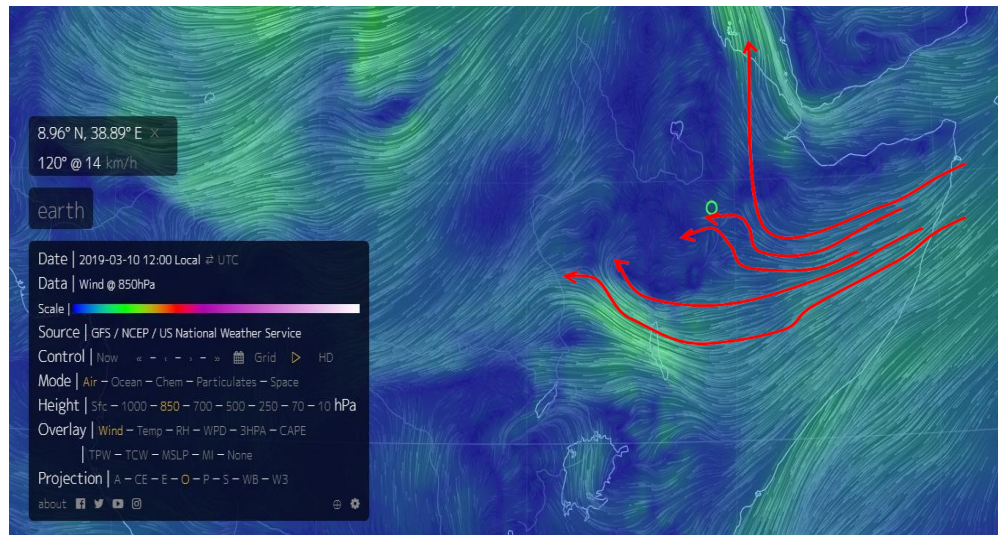 8.96° N, 38.89° E ×
120° @ 14 km/h
earth
Date | 2019-03-10 12:00 Local ⇄ UTC
Data | Wind @ 850hPa
Scale |
Source | GFS / NCEP / US National Weather Service
Control | Now « – ‹ – › – » Grid HD
Mode | Air – Ocean – Chem – Particulates – Space
Height | Sfc – 1000 – 850 – 700 – 500 – 250 – 70 – 10 hPa
Overlay | Wind – Temp – RH – WPD – 3HPA – CAPE
| TPW – TCW – MSLP – MI – None
Projection | A – CE – E – O – P – S – WB – W3
about